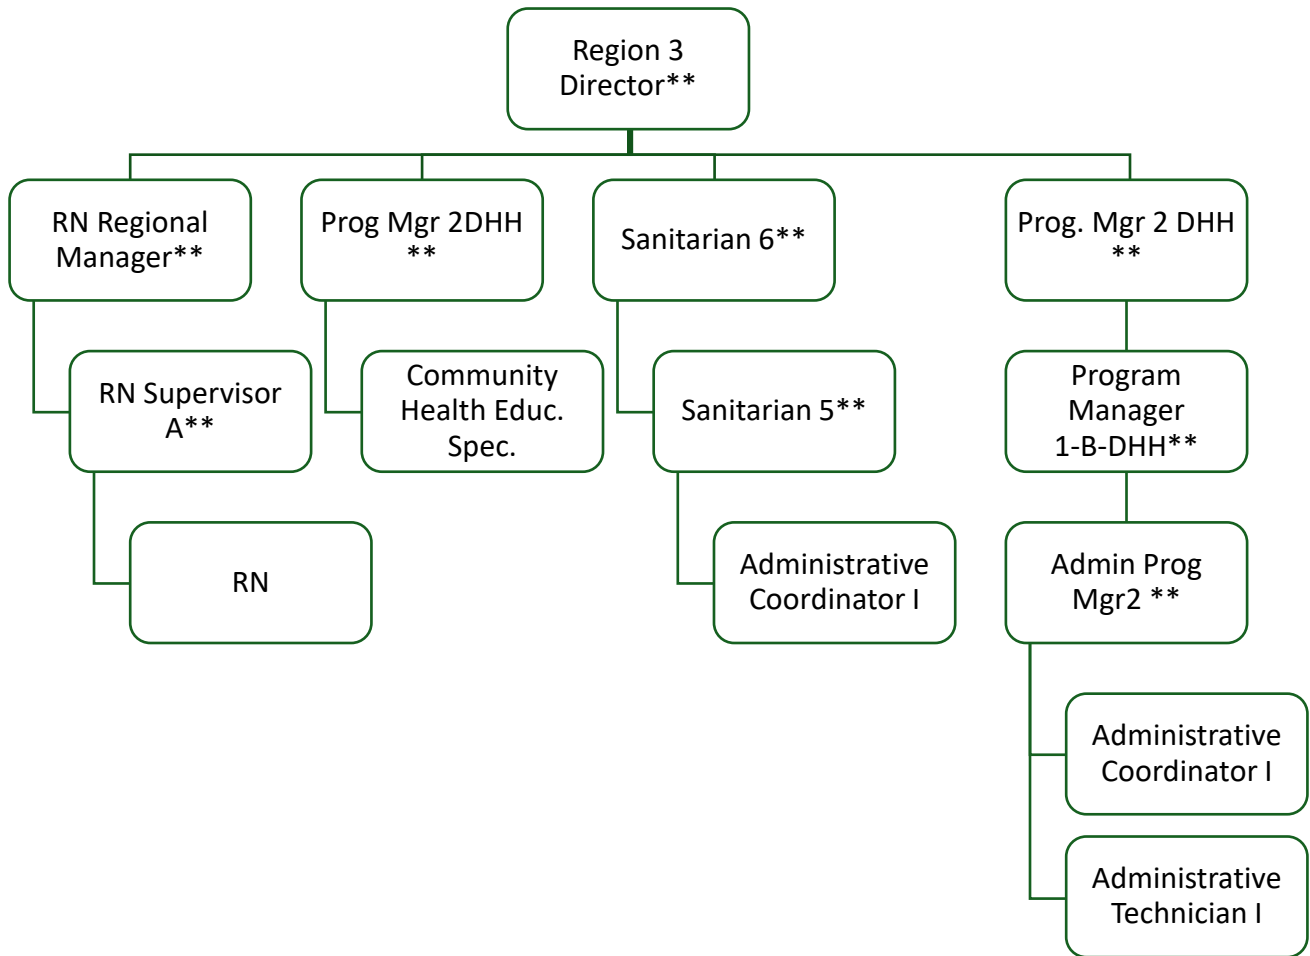 Region 3
Director**
RN Regional
Manager**
Prog Mgr 2DHH
**
Sanitarian 6**
Prog. Mgr 2 DHH
**
RN Supervisor
A**
Community
Health Educ.
Spec.
Sanitarian 5**
Program
Manager
1-B-DHH**
RN
Administrative
Coordinator I
Admin Prog
Mgr2 **
Administrative
Coordinator I
Administrative
Technician I